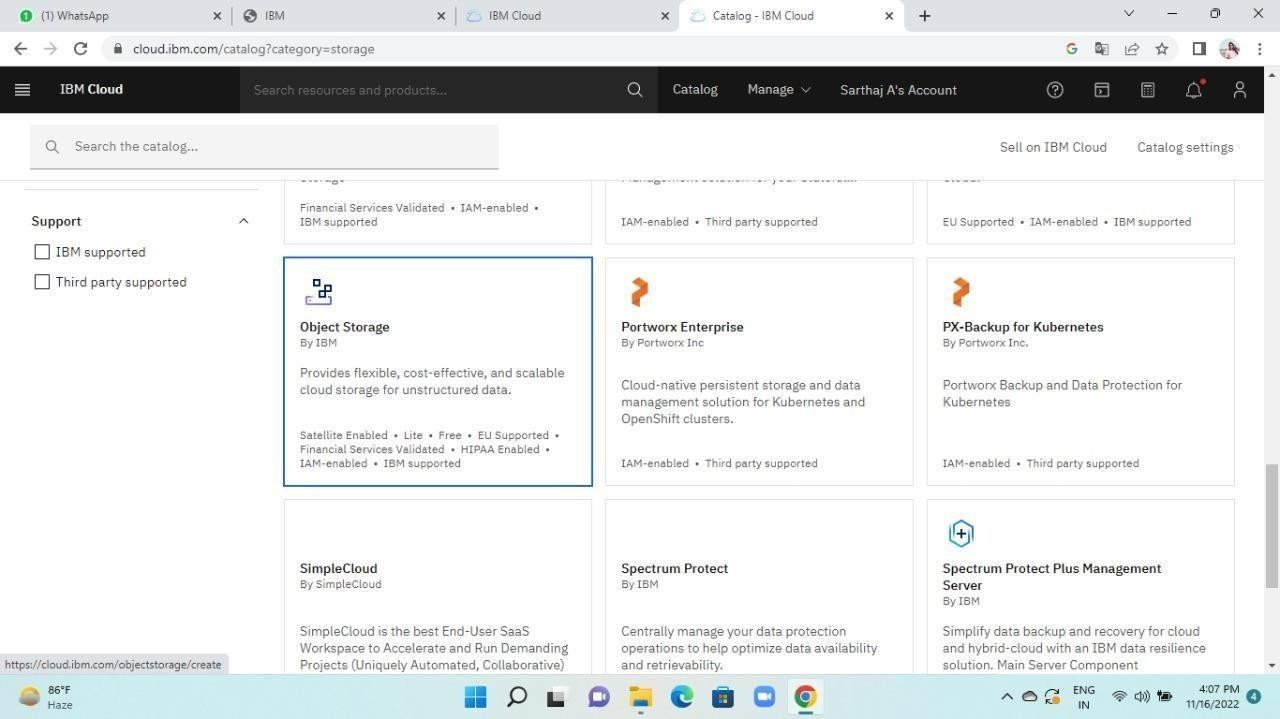 (1) WhatsApp
IBM
IBM Cloud
Catalog - IBM Cloud
cloud.ibm.com/catalog?category=storage
IBM Cloud
Search resources and products...
Catalog
Manage
Sarthaj A's Account
Search the catalog...
Sell on IBM Cloud
Catalog settings
Support
IBM supported
Third party supported
Financial Services Validated • IAM-enabled •
IBM supported
IAM-enabled • Third party supported
EU Supported • IAM-enabled • IBM supported
Object Storage
By IBM
Provides flexible, cost-effective, and scalable
cloud storage for unstructured data.
Satellite Enabled • Lite • Free • EU Supported •
Financial Services Validated • HIPAA Enabled •
IAM-enabled • IBM supported
Portworx Enterprise
By Portworx Inc
Cloud-native persistent storage and data
management solution for Kubernetes and
OpenShift clusters.
IAM-enabled • Third party supported
PX-Backup for Kubernetes
By Portworx Inc.
Portworx Backup and Data Protection for
Kubernetes
IAM-enabled • Third party supported
SimpleCloud
By SimpleCloud
SimpleCloud is the best End-User SaaS
Workspace to Accelerate and Run Demanding
Projects (Uniquely Automated, Collaborative)
Spectrum Protect
By IBM
Centrally manage your data protection
operations to help optimize data availability
and retrievability.
Spectrum Protect Plus Management
Server
By IBM
Simplify data backup and recovery for cloud
and hybrid-cloud with an IBM data resilience
solution. Main Server Component
https://cloud.ibm.com/objectstorage/create
86°F
Haze
ENG
IN
4:07 PM
11/16/2022
4